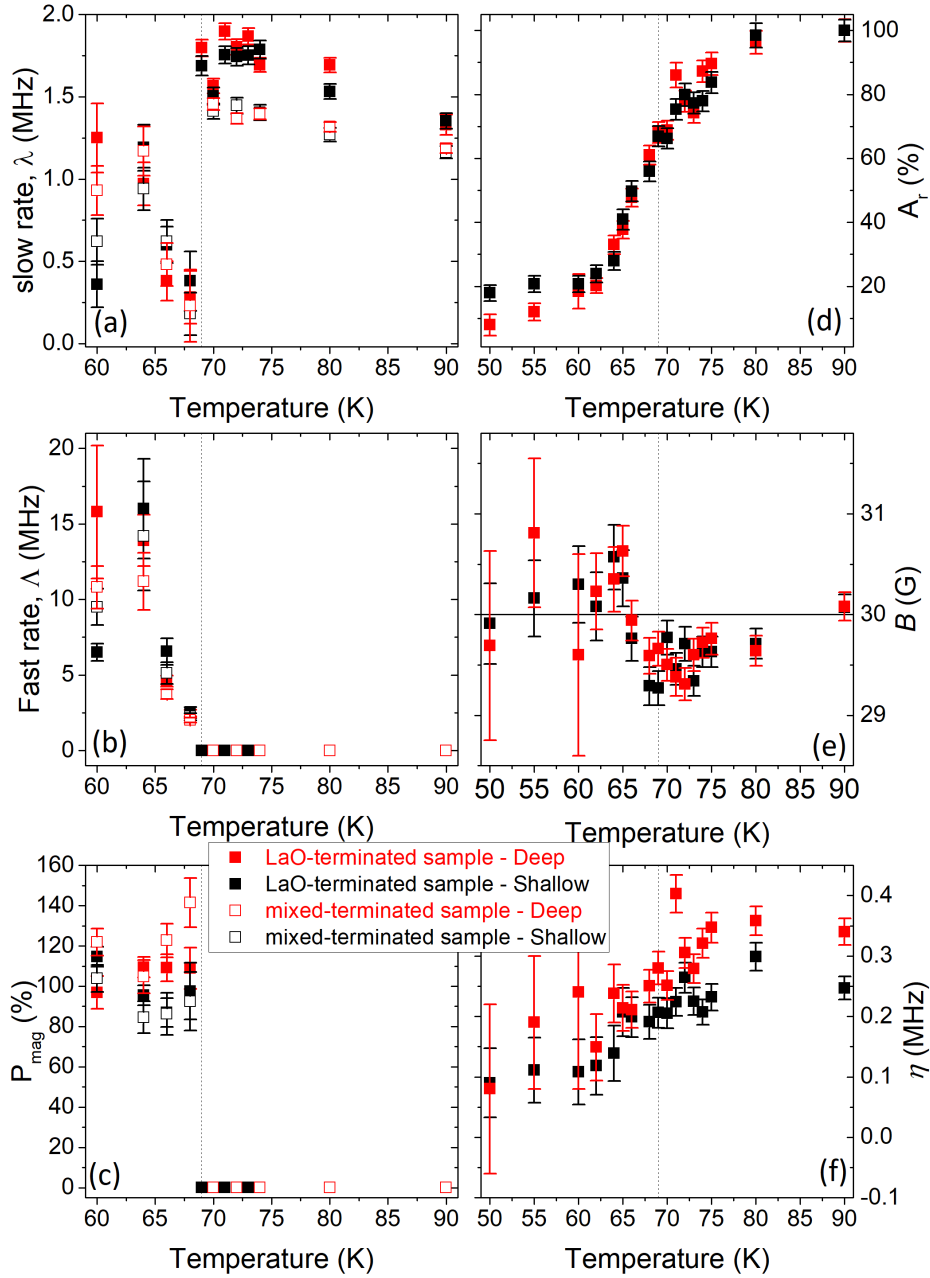 2.0
1.5
1.0
0.5
0.0
slow rate, λ (MHz)
(a)
60 65 70 75 80 85 90
Temperature (K)
100
80
60
40
20
A_r (%)
(d)
50 55 60 65 70 75 80 85 90
Temperature (K)
20
15
10
5
0
Fast rate, Λ (MHz)
(b)
60 65 70 75 80 85 90
Temperature (K)
31
30
29
B (G)
(e)
50 55 60 65 70 75 80 85 90
Temperature (K)
LaO-terminated sample - Deep
LaO-terminated sample - Shallow
mixed-terminated sample - Deep
mixed-terminated sample - Shallow
160
140
120
100
80
60
40
20
0
P_mag (%)
(c)
60 65 70 75 80 85 90
Temperature (K)
0.4
0.3
0.2
0.1
0.0
-0.1
η (MHz)
(f)
50 55 60 65 70 75 80 85 90
Temperature (K)